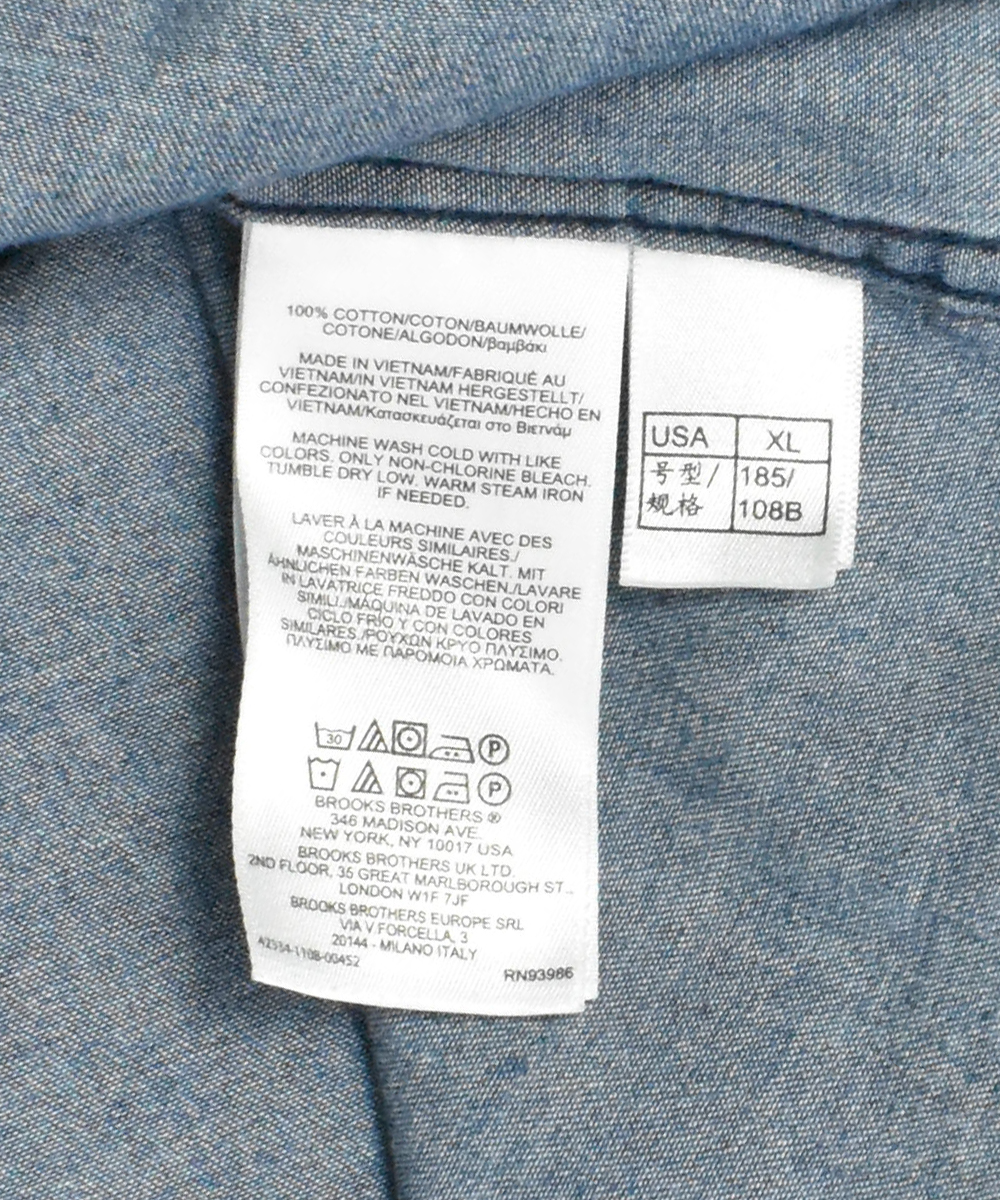 100% COTTON/COTON/BAUMWOLLE/
COTONE/ALGODON/βαμβάκι
MADE IN VIETNAM/FABRIQUÉ AU
VIETNAM/IN VIETNAM HERGESTELLT/
CONFEZIONATO NEL VIETNAM/HECHO EN
VIETNAM/Κατασκευάζεται στο Βιετνάμ
MACHINE WASH COLD WITH LIKE
COLORS. ONLY NON-CHLORINE BLEACH.
TUMBLE DRY LOW. WARM STEAM IRON
IF NEEDED.
LAVER À LA MACHINE AVEC DES
COULEURS SIMILAIRES./
MASCHINENWÄSCHE KALT. MIT
ÄHNLICHEN FARBEN WASCHEN./LAVARE
IN LAVATRICE FREDDO CON COLORI
SIMILI./MÁQUINA DE LAVADO EN
CICLO FRÍO Y CON COLORES
SIMILARES./ΡΟΥΧΩΝ ΚΡΥΟ ΠΛΥΣΙΜΟ.
ΠΛΥΣΙΜΟ ΜΕ ΠΑΡΟΜΟΙΑ ΧΡΩΜΑΤΑ.
30 P
P
BROOKS BROTHERS ®
346 MADISON AVE.
NEW YORK, NY 10017 USA
BROOKS BROTHERS UK LTD.
2ND FLOOR, 35 GREAT MARLBOROUGH ST.,
LONDON W1F 7JF
BROOKS BROTHERS EUROPE SRL
VIA V.FORCELLA, 3
20144 - MILANO ITALY
42534-1108-00452
RN93986
USA XL
号型/ 185/
规格 108B